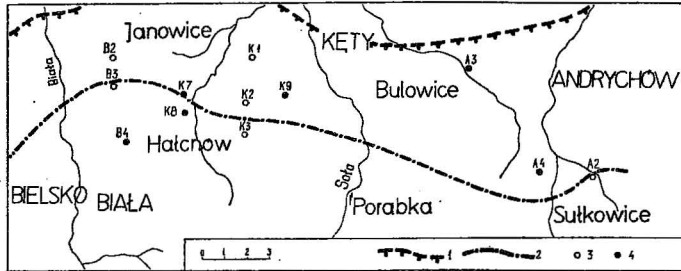 Janowice
KĘTY
B2
K1
A3
Biała
ANDRYCHÓW
B3
K7
K2
K9
Bulowice
K8
K3
B4
Hałcnów
A4
A2
Soła
BIELSKO BIAŁA
Porąbka
Sułkowice
0 1 2 3
1
2
3
4